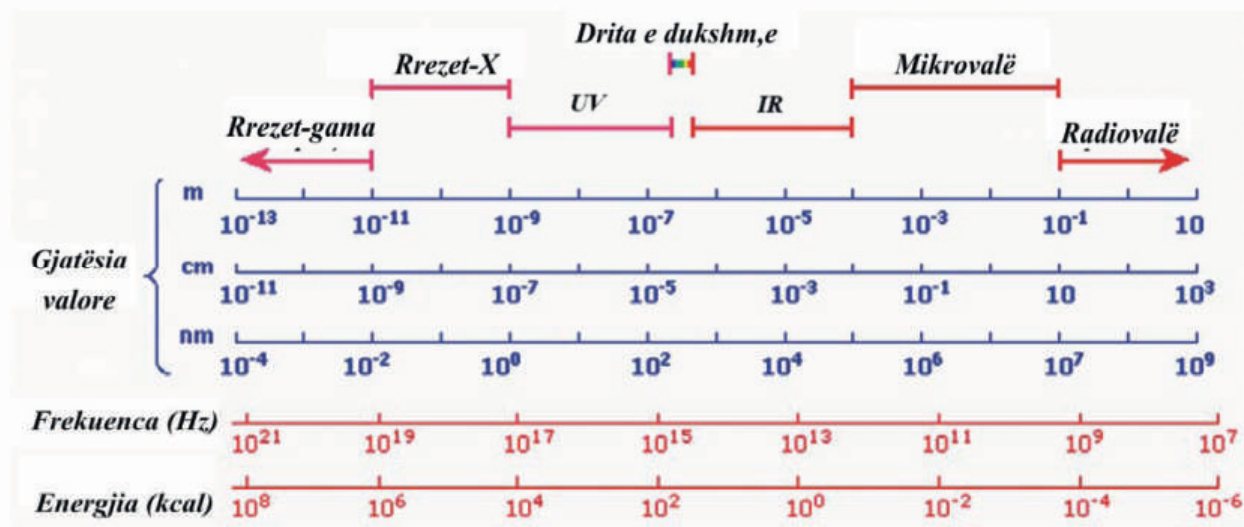 Drita e dukshm,e
Rrezet-X
Mikrovalë
UV
IR
Rrezet-gama
Radiovalë
m
10⁻¹³ 10⁻¹¹ 10⁻⁹ 10⁻⁷ 10⁻⁵ 10⁻³ 10⁻¹ 10
Gjatësia
valore
cm
10⁻¹¹ 10⁻⁹ 10⁻⁷ 10⁻⁵ 10⁻³ 10⁻¹ 10 10³
nm
10⁻⁴ 10⁻² 10⁰ 10² 10⁴ 10⁶ 10⁷ 10⁹
Frekuenca (Hz)
10²¹ 10¹⁹ 10¹⁷ 10¹⁵ 10¹³ 10¹¹ 10⁹ 10⁷
Energjia (kcal)
10⁸ 10⁶ 10⁴ 10² 10⁰ 10⁻² 10⁻⁴ 10⁻⁶